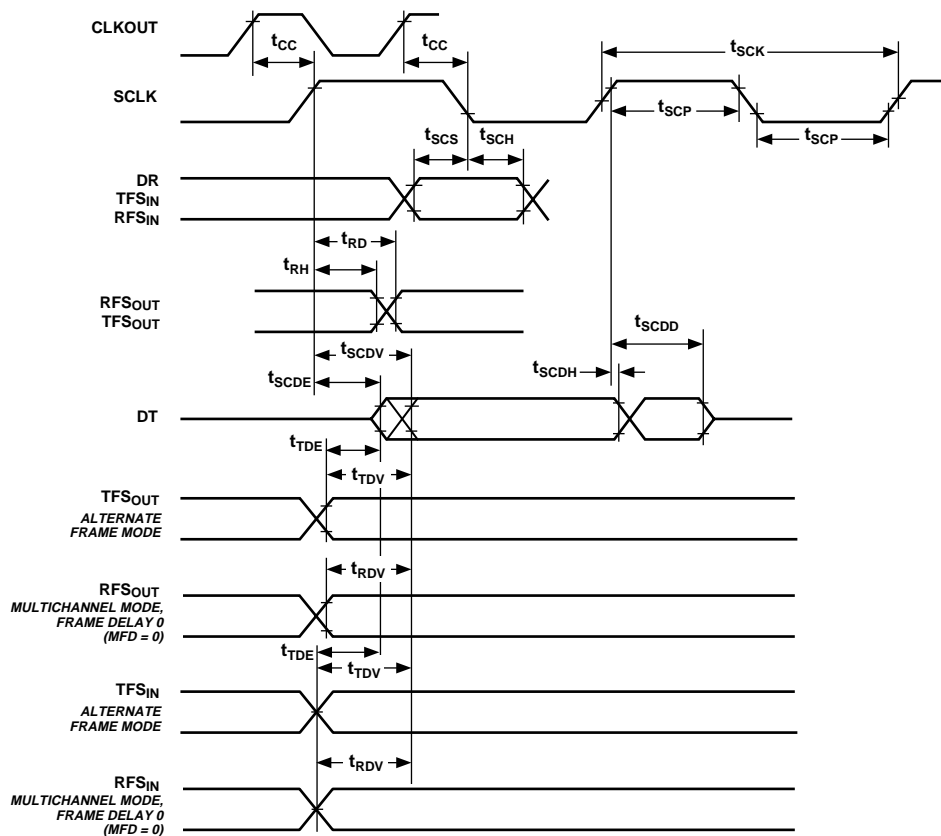 CLKOUT
tCC
tCC
tSCK
SCLK
tSCP
tSCP
tSCS
tSCH
DR
TFSIN
RFSIN
tRD
tRH
RFSOUT
TFSOUT
tSCDD
tSCDV
tSCDH
tSCDE
DT
tTDE
tTDV
TFSOUT
ALTERNATE
FRAME MODE
tRDV
RFSOUT
MULTICHANNEL MODE,
FRAME DELAY 0
(MFD = 0)
tTDE
tTDV
TFSIN
ALTERNATE
FRAME MODE
tRDV
RFSIN
MULTICHANNEL MODE,
FRAME DELAY 0
(MFD = 0)